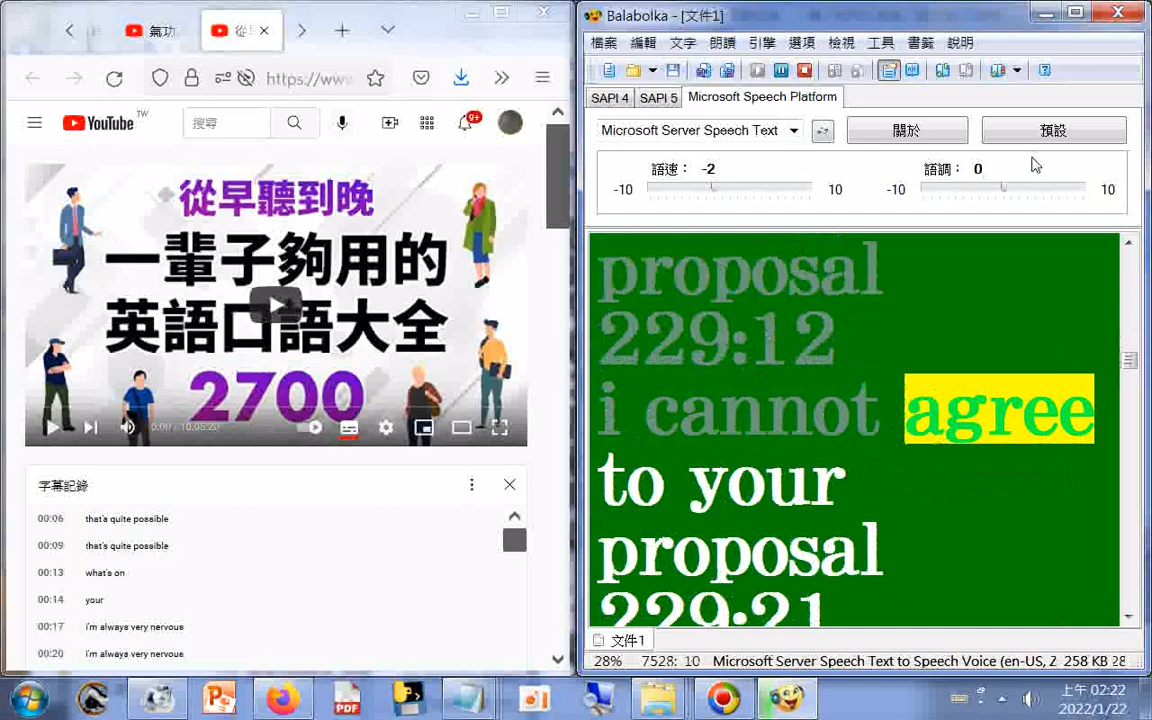 氣功
Balabolka - [文件1]
檔案 編輯 文字 朗讀 引擎 選項 檢視 工具 書籤 說明
https://www
SAPI 4 SAPI 5 Microsoft Speech Platform
YouTube TW
搜尋
9+
Microsoft Server Speech Text
關於
預設
語速： -2
-10 10
語調： 0
-10 10
從早聽到晚
一輩子夠用的
英語口語大全
2700
字幕記錄
00:06 that's quite possible
00:09 that's quite possible
00:13 what's on
00:14 your
00:17 i'm always very nervous
00:20 i'm always very nervous
proposal
229:12
i cannot agree
to your
proposal
229:21
文件1
28% 7528: 10 Microsoft Server Speech Text to Speech Voice (en-US, Z 258 KB 28
上午 02:22
2022/1/22